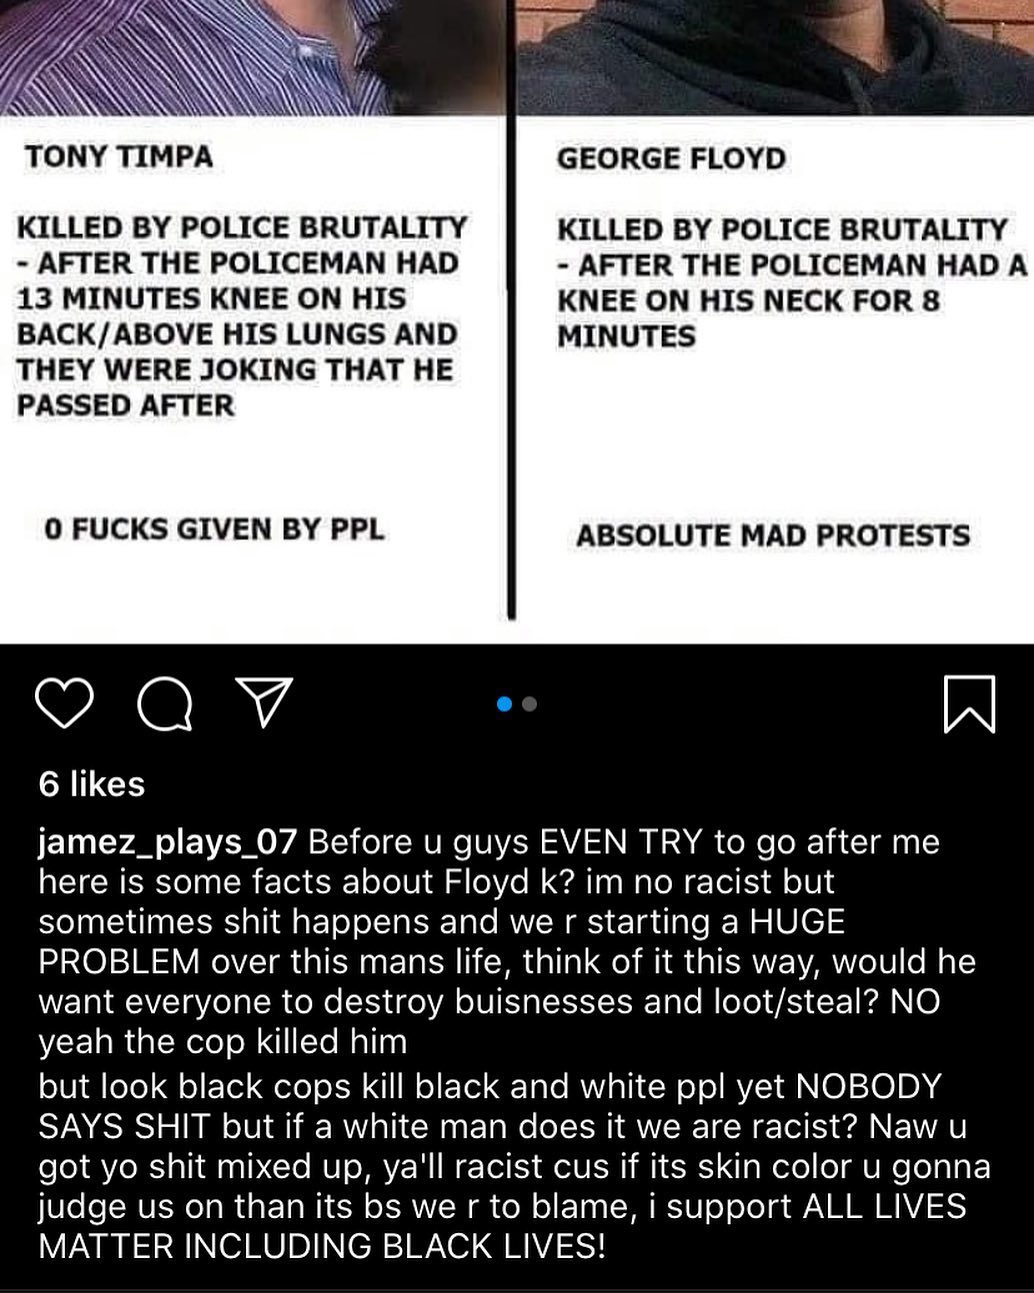 TONY TIMPA
KILLED BY POLICE BRUTALITY
- AFTER THE POLICEMAN HAD
13 MINUTES KNEE ON HIS
BACK/ABOVE HIS LUNGS AND
THEY WERE JOKING THAT HE
PASSED AFTER
0 FUCKS GIVEN BY PPL
GEORGE FLOYD
KILLED BY POLICE BRUTALITY
- AFTER THE POLICEMAN HAD A
KNEE ON HIS NECK FOR 8
MINUTES
ABSOLUTE MAD PROTESTS
6 likes
jamez_plays_07 Before u guys EVEN TRY to go after me
here is some facts about Floyd k? im no racist but
sometimes shit happens and we r starting a HUGE
PROBLEM over this mans life, think of it this way, would he
want everyone to destroy buisnesses and loot/steal? NO
yeah the cop killed him
but look black cops kill black and white ppl yet NOBODY
SAYS SHIT but if a white man does it we are racist? Naw u
got yo shit mixed up, ya'll racist cus if its skin color u gonna
judge us on than its bs we r to blame, i support ALL LIVES
MATTER INCLUDING BLACK LIVES!